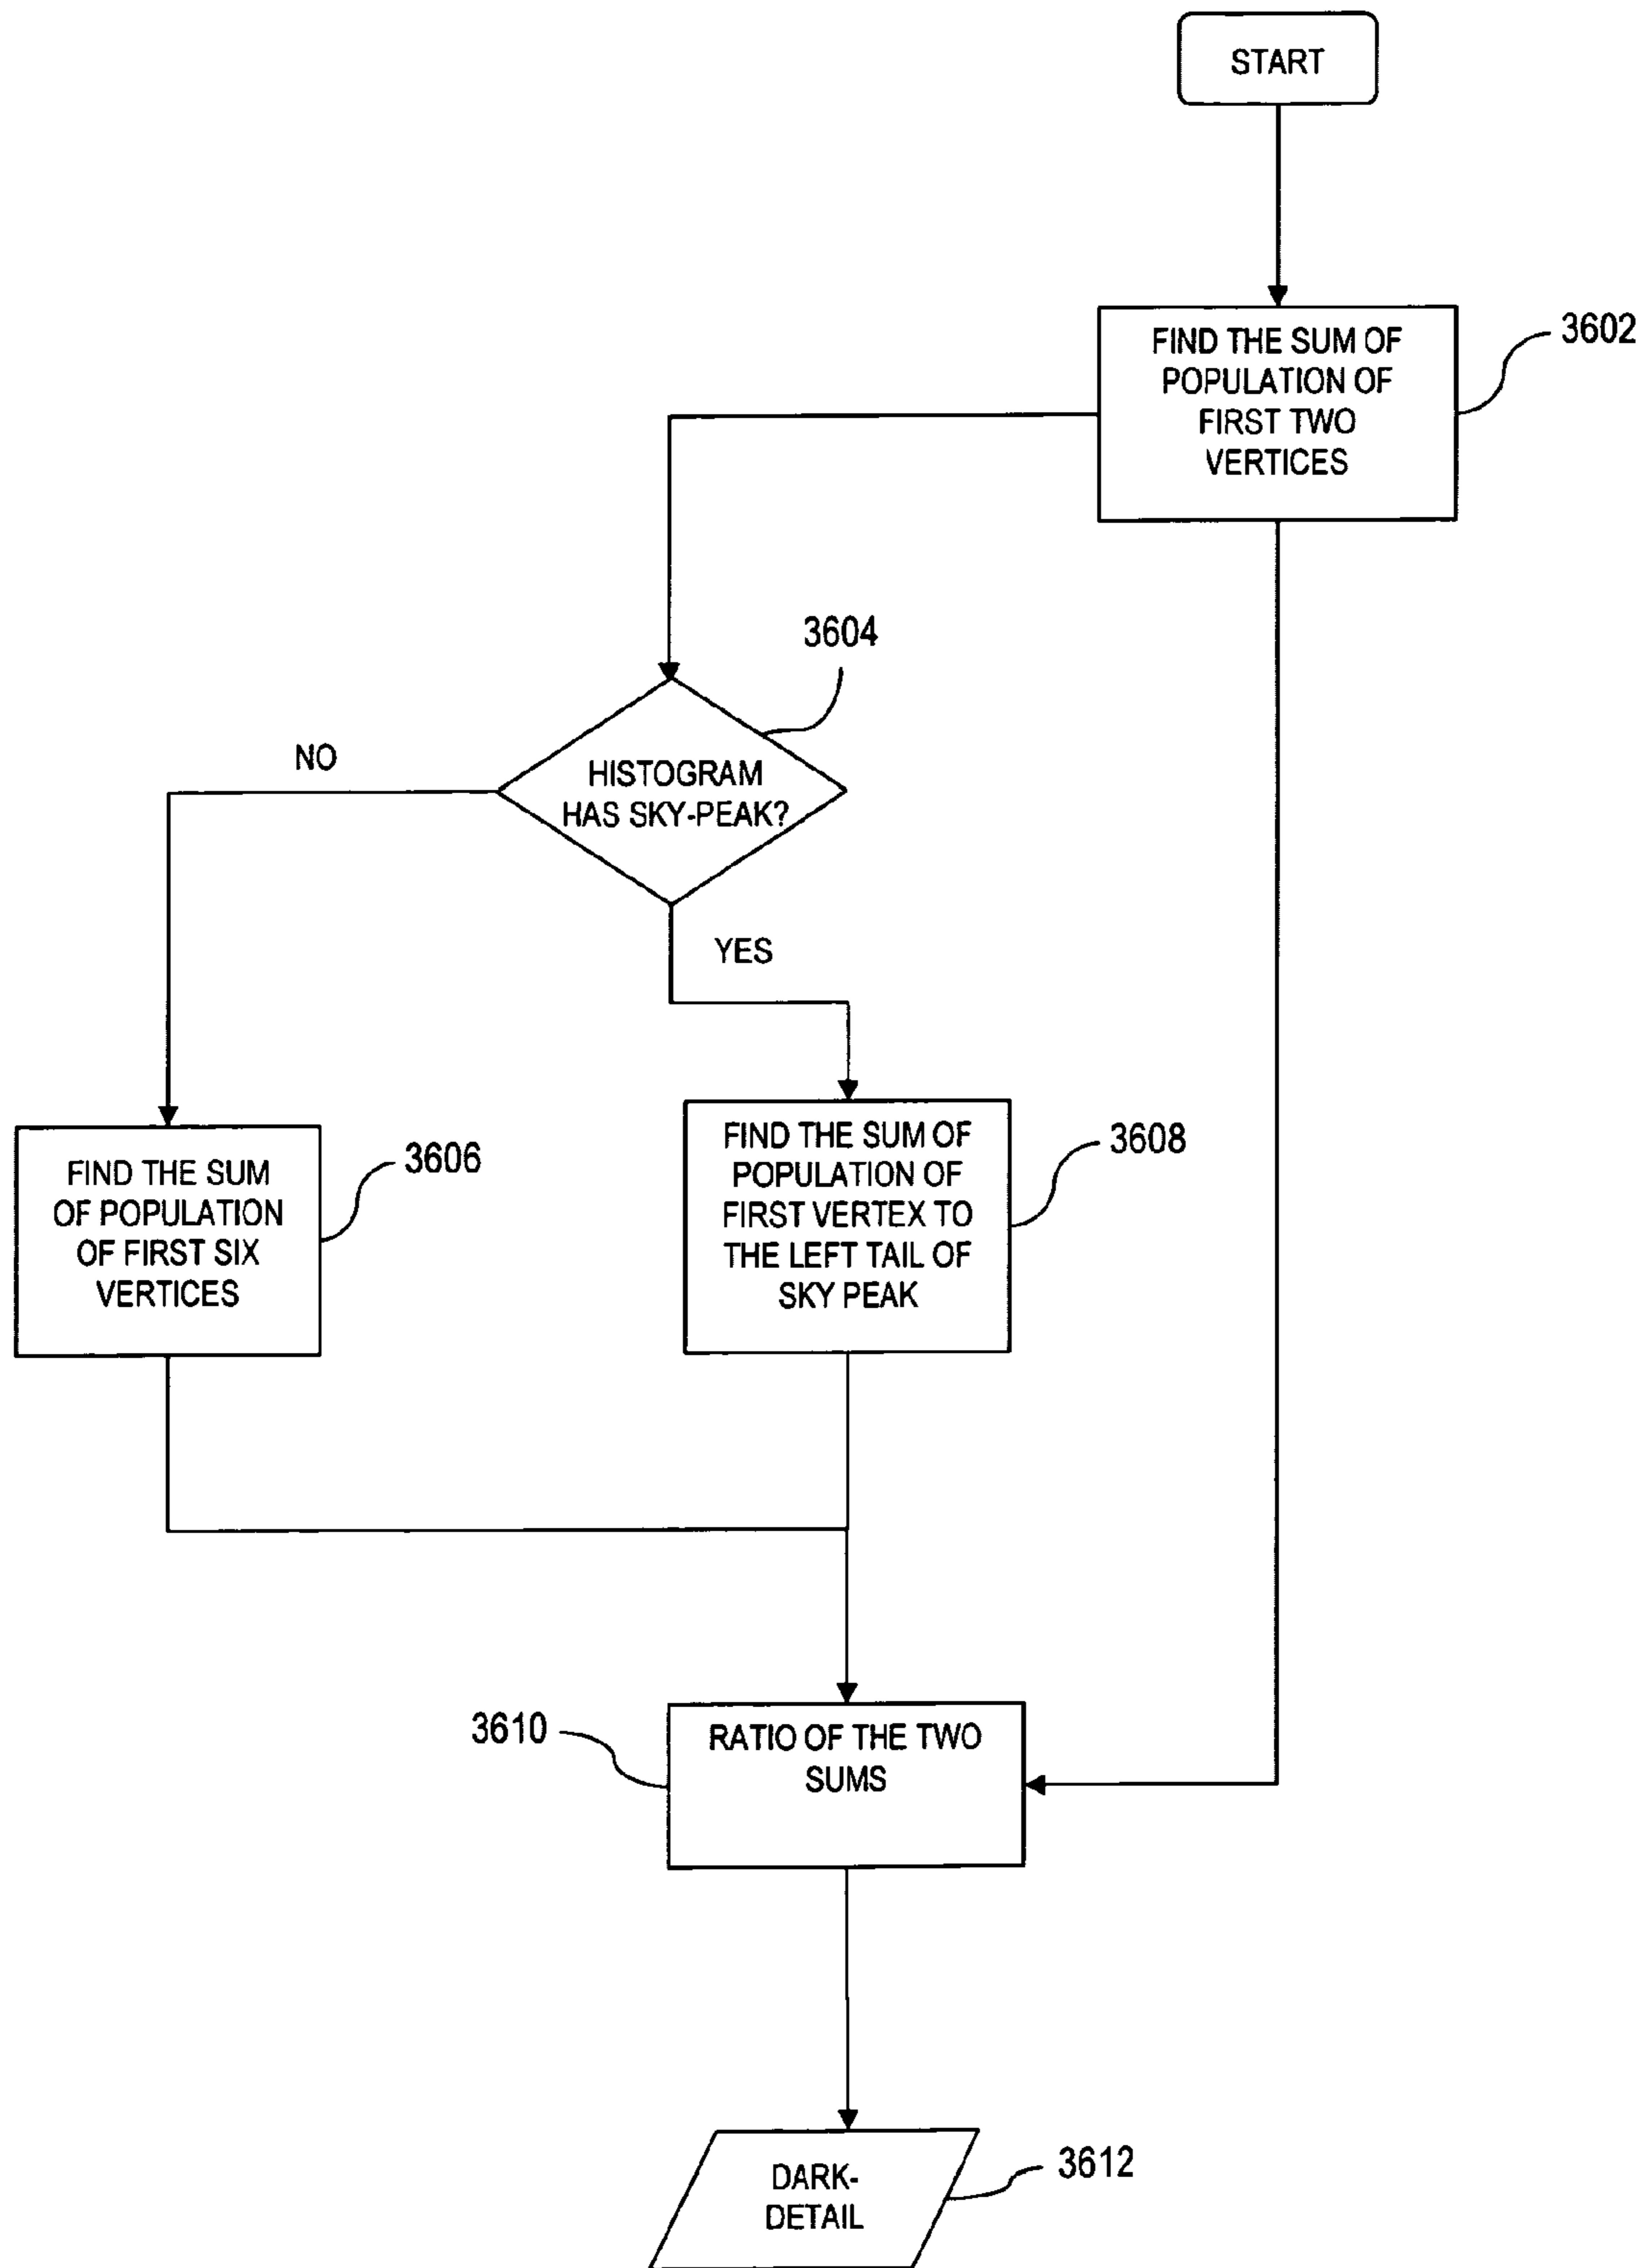 START
FIND THE SUM OF
POPULATION OF
FIRST TWO
VERTICES
3602
3604
HISTOGRAM
HAS SKY-PEAK?
NO
YES
FIND THE SUM
OF POPULATION
OF FIRST SIX
VERTICES
3606
FIND THE SUM OF
POPULATION OF
FIRST VERTEX TO
THE LEFT TAIL OF
SKY PEAK
3608
3610
RATIO OF THE TWO
SUMS
DARK-
DETAIL
3612